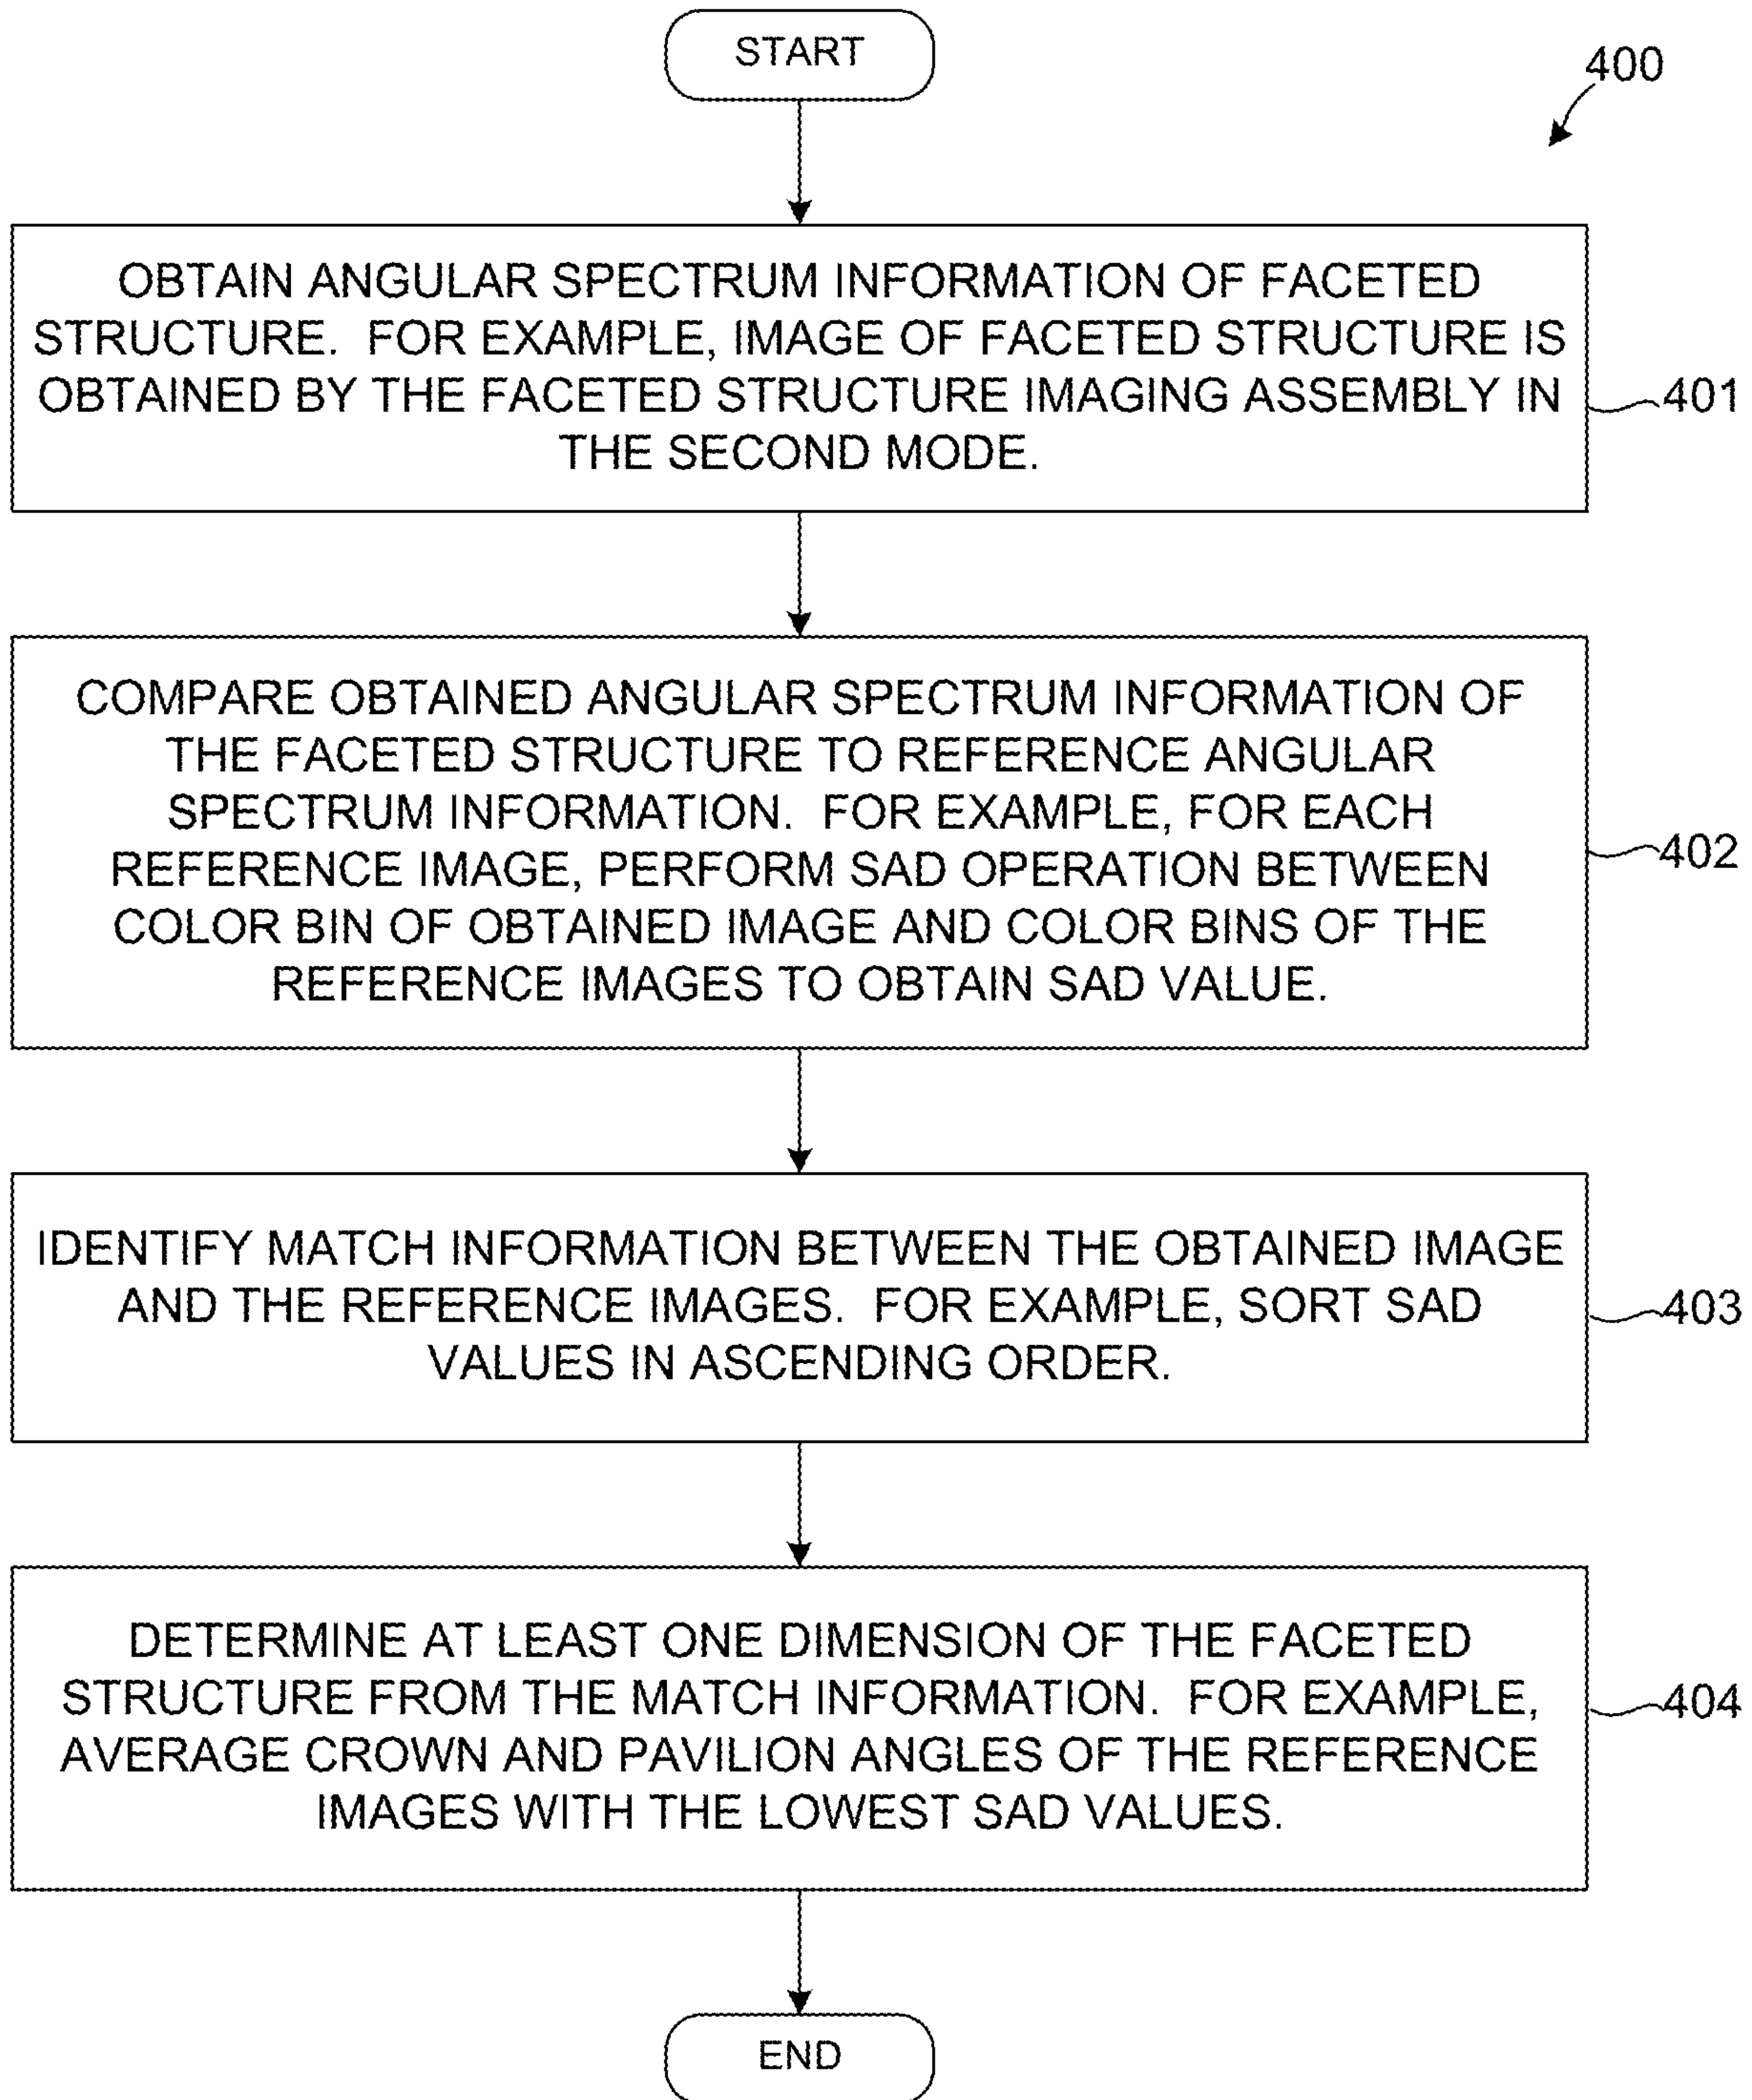 START
400
OBTAIN ANGULAR SPECTRUM INFORMATION OF FACETED
STRUCTURE. FOR EXAMPLE, IMAGE OF FACETED STRUCTURE IS
OBTAINED BY THE FACETED STRUCTURE IMAGING ASSEMBLY IN
THE SECOND MODE.
401
COMPARE OBTAINED ANGULAR SPECTRUM INFORMATION OF
THE FACETED STRUCTURE TO REFERENCE ANGULAR
SPECTRUM INFORMATION. FOR EXAMPLE, FOR EACH
REFERENCE IMAGE, PERFORM SAD OPERATION BETWEEN
COLOR BIN OF OBTAINED IMAGE AND COLOR BINS OF THE
REFERENCE IMAGES TO OBTAIN SAD VALUE.
402
IDENTIFY MATCH INFORMATION BETWEEN THE OBTAINED IMAGE
AND THE REFERENCE IMAGES. FOR EXAMPLE, SORT SAD
VALUES IN ASCENDING ORDER.
403
DETERMINE AT LEAST ONE DIMENSION OF THE FACETED
STRUCTURE FROM THE MATCH INFORMATION. FOR EXAMPLE,
AVERAGE CROWN AND PAVILION ANGLES OF THE REFERENCE
IMAGES WITH THE LOWEST SAD VALUES.
404
END